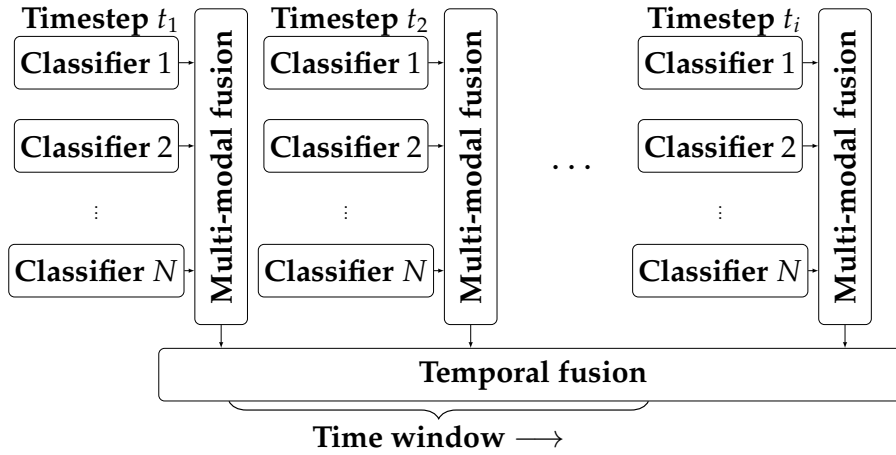 Timestep t₁
Classifier 1
Classifier 2
⋮
Classifier N
Multi-modal fusion
Timestep t₂
Classifier 1
Classifier 2
⋮
Classifier N
Multi-modal fusion
. . .
Timestep tᵢ
Classifier 1
Classifier 2
⋮
Classifier N
Multi-modal fusion
Temporal fusion
Time window ⟶